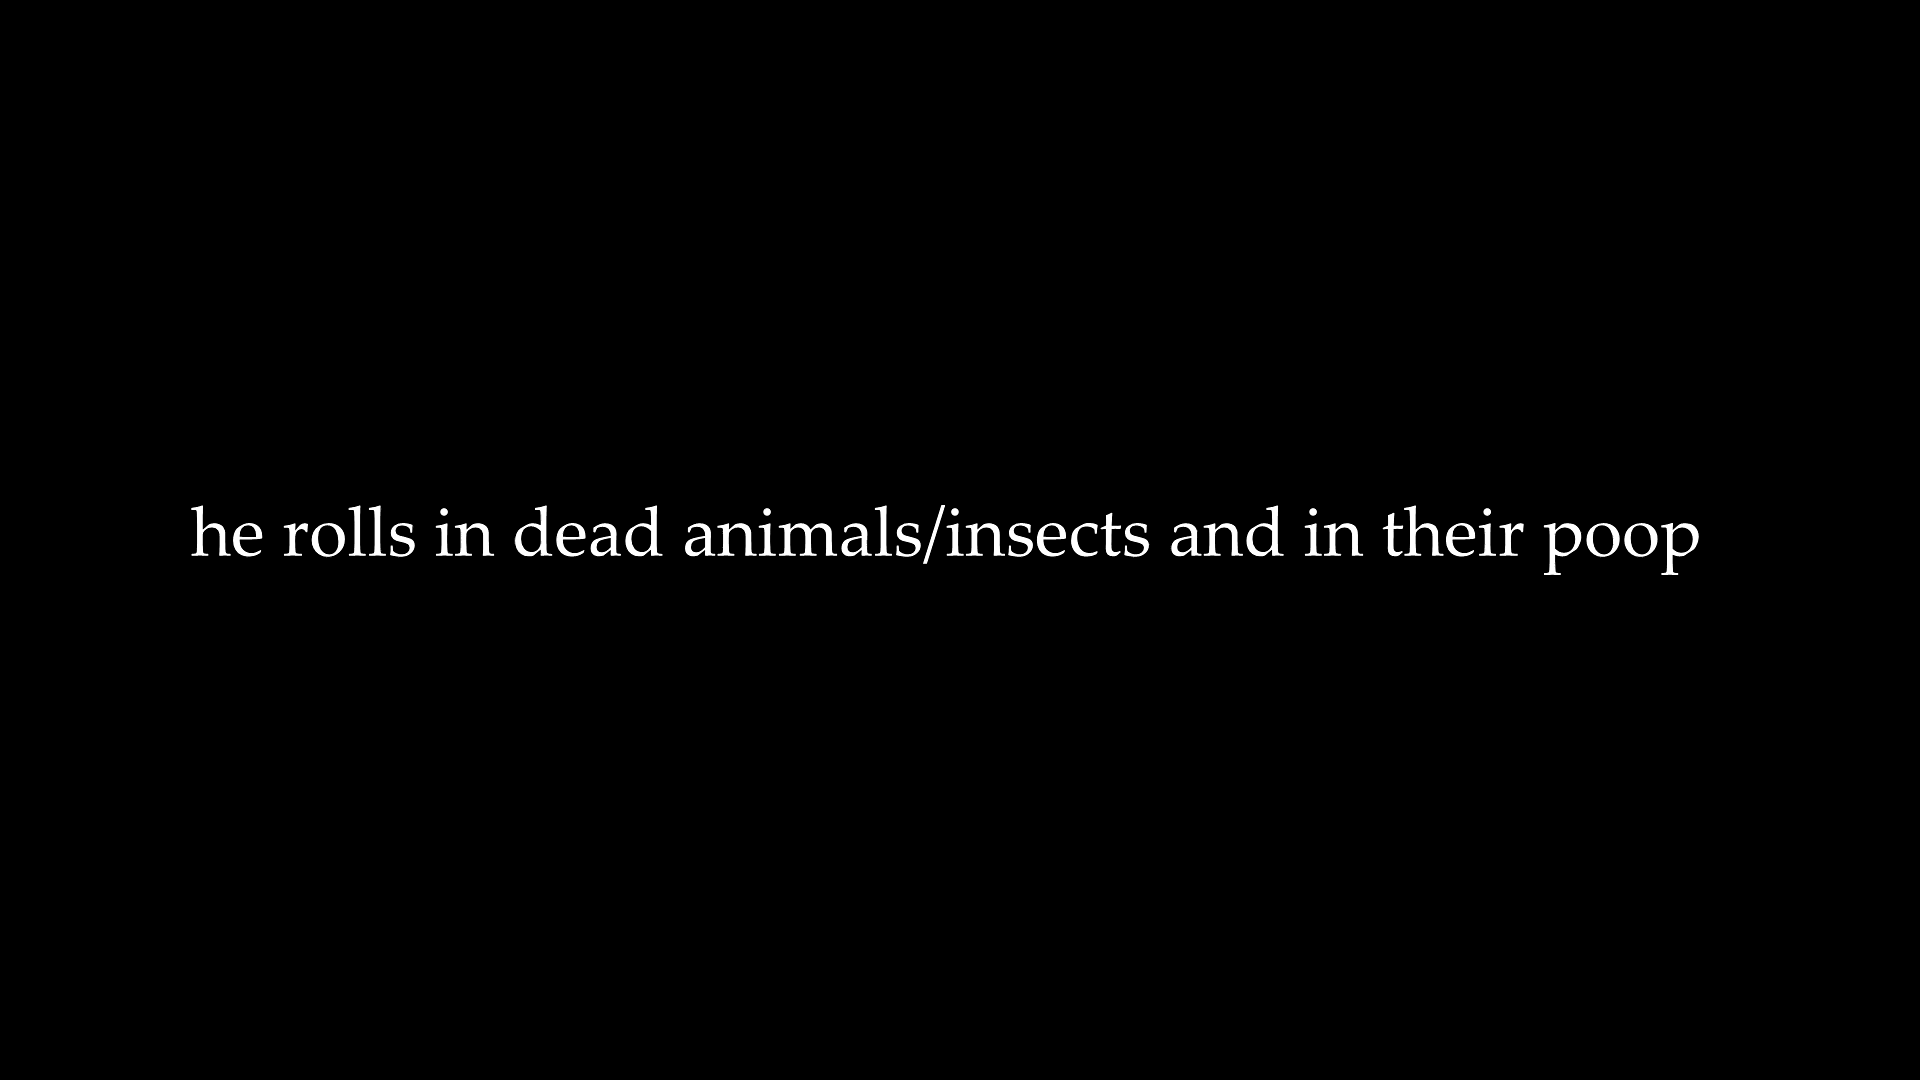 he rolls in dead animals/insects and in their poop